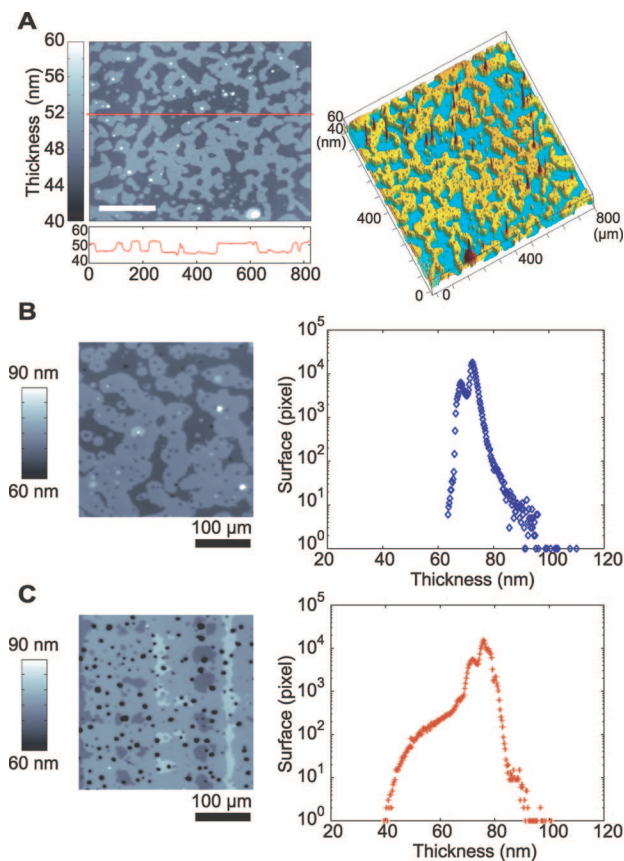 A
Thickness (nm)
60
56
52
48
44
40
60
50
40
0 200 400 600 800
60
40
(nm)
400
0
0
400
800
(µm)
B
90 nm
60 nm
100 µm
Surface (pixel)
10^5
10^4
10^3
10^2
10^1
10^0
20 40 60 80 100 120
Thickness (nm)
C
90 nm
60 nm
100 µm
Surface (pixel)
10^5
10^4
10^3
10^2
10^1
10^0
20 40 60 80 100 120
Thickness (nm)